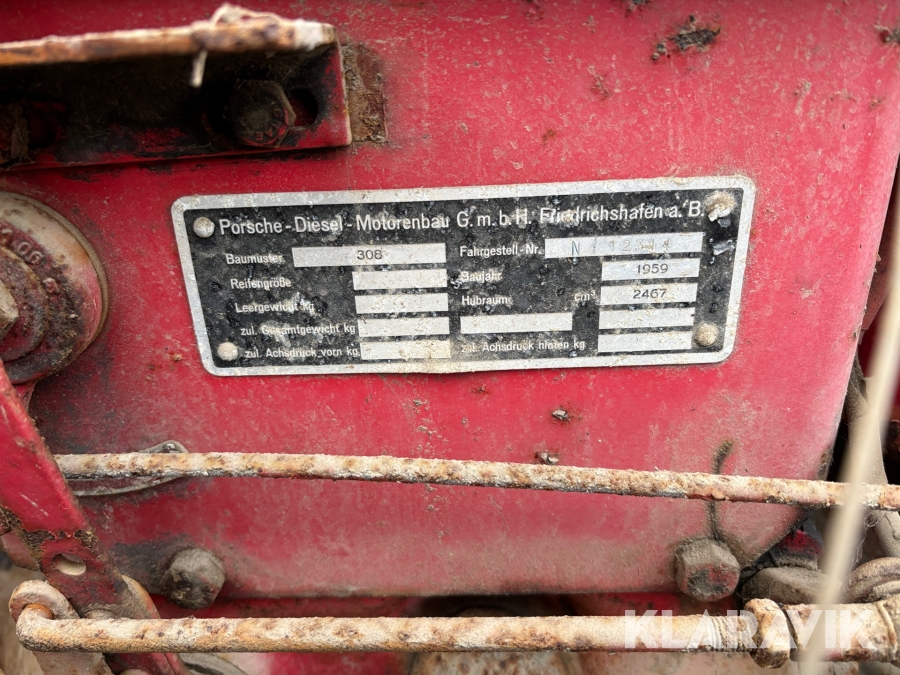 Porsche-Diesel-Motorenbau G.m.b.H. Friedrichshafen a. B.
Baumuster 308 Fahrgestell-Nr. N
Reifengröße Baujahr 1959
Leergewicht kg Hubraum cm³ 2467
zul. Gesamtgewicht kg
zul. Achsdruck vorn kg zul. Achsdruck hinten kg
KLARAVIK